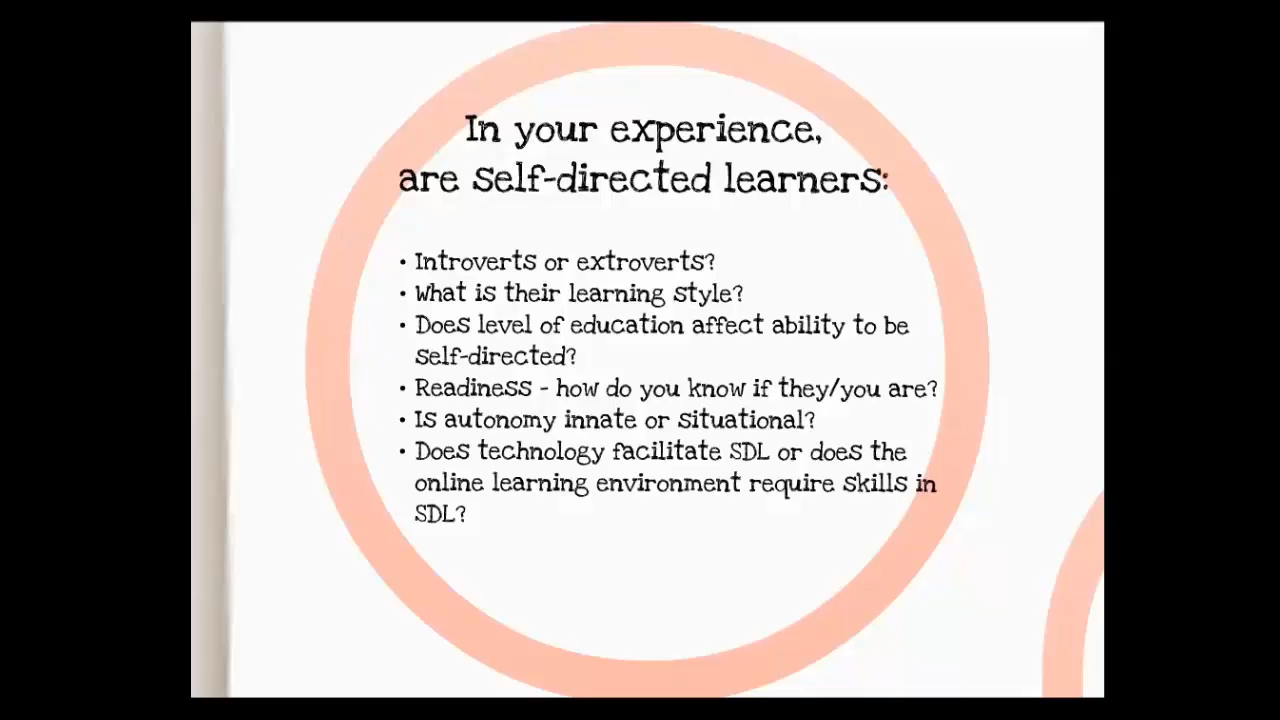 In your experience,
are self-directed learners:
• Introverts or extroverts?
• What is their learning style?
• Does level of education affect ability to be
self-directed?
• Readiness - how do you know if they/you are?
• Is autonomy innate or situational?
• Does technology facilitate SDL or does the
online learning environment require skills in
SDL?